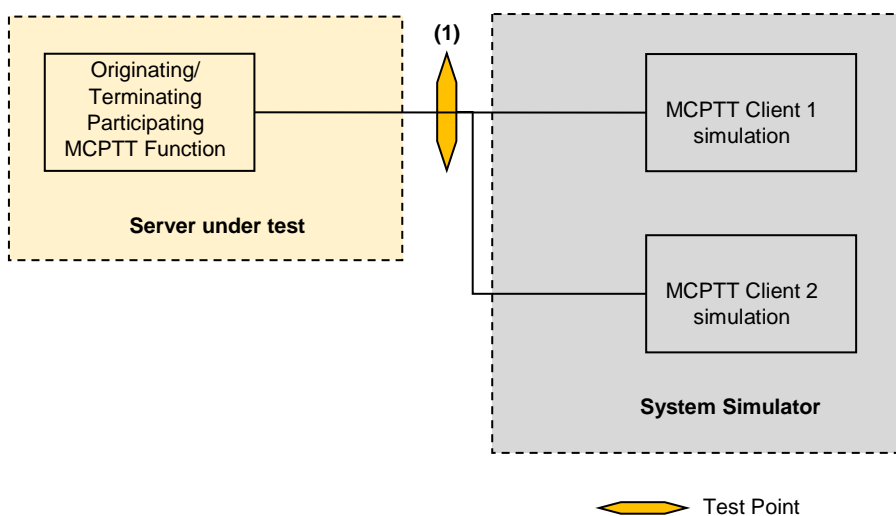 (1)
Originating/
Terminating
Participating
MCPTT Function
Server under test
MCPTT Client 1
simulation
MCPTT Client 2
simulation
System Simulator
Test Point